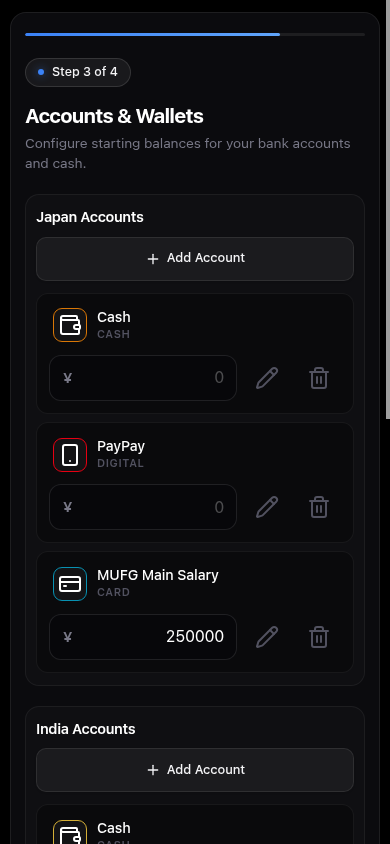 Step 3 of 4
Accounts & Wallets
Configure starting balances for your bank accounts
and cash.
Japan Accounts
+ Add Account
Cash
CASH
¥ 0
PayPay
DIGITAL
¥ 0
MUFG Main Salary
CARD
¥ 250000
India Accounts
+ Add Account
Cash
CASH